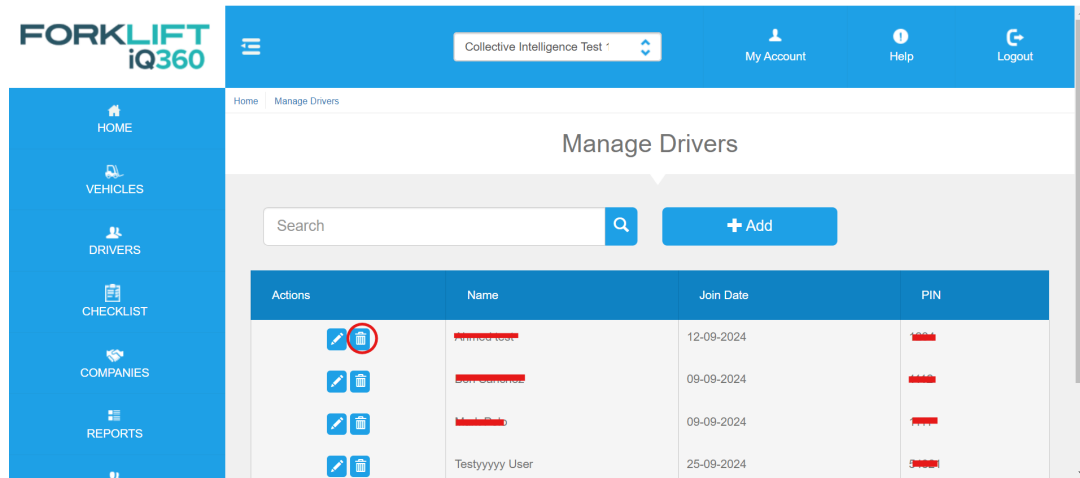 FORKLIFT
iQ360
Collective Intelligence Test
My Account
Help
Logout
Home
Manage Drivers
HOME
VEHICLES
DRIVERS
CHECKLIST
COMPANIES
REPORTS
Manage Drivers
Search
Add
Actions Name Join Date PIN
12-09-2024
09-09-2024
09-09-2024
Testyyyyy User 25-09-2024